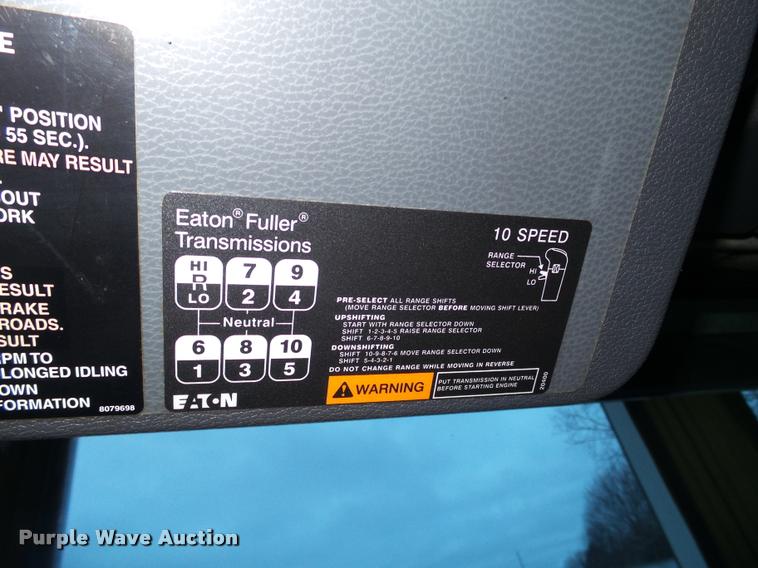 E
T POSITION
55 SEC.).
RE MAY RESULT
OUT
ORK
S
RESULT
BRAKE
ROADS.
SULT
RPM TO
OLONGED IDLING
OWN
FORMATION
8079698
Eaton® Fuller®
Transmissions
HI
R
LO
7
2
9
4
Neutral
6
1
8
3
10
5
EATON
10 SPEED
RANGE
SELECTOR
HI
LO
PRE-SELECT ALL RANGE SHIFTS
(MOVE RANGE SELECTOR BEFORE MOVING SHIFT LEVER)
UPSHIFTING
START WITH RANGE SELECTOR DOWN
SHIFT 1-2-3-4-5 RAISE RANGE SELECTOR
SHIFT 6-7-8-9-10
DOWNSHIFTING
SHIFT 10-9-8-7-6 MOVE RANGE SELECTOR DOWN
SHIFT 5-4-3-2-1
DO NOT CHANGE RANGE WHILE MOVING IN REVERSE
WARNING
PUT TRANSMISSION IN NEUTRAL
BEFORE STARTING ENGINE
20400
Purple Wave Auction